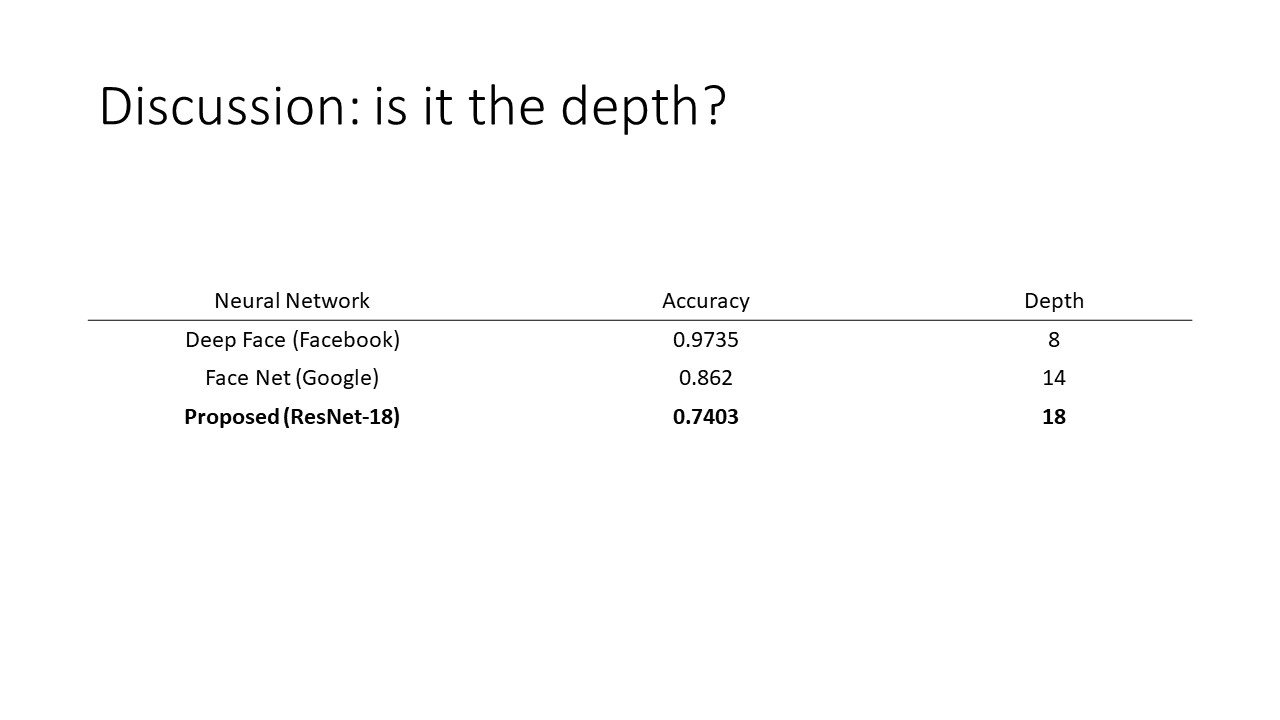 Discussion: is it the depth?
Neural Network Accuracy Depth
Deep Face (Facebook) 0.9735 8
Face Net (Google) 0.862 14
Proposed (ResNet-18) 0.7403 18